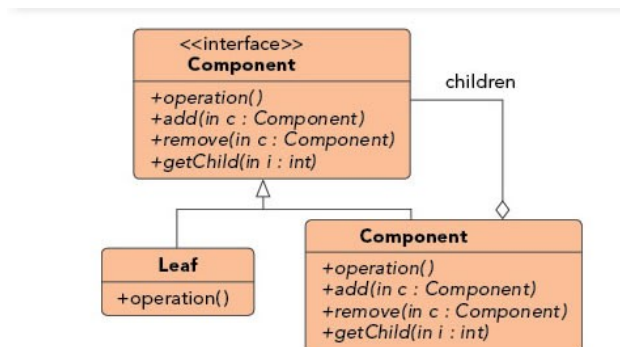 <<interface>>
Component
+operation()
+add(in c : Component)
+remove(in c : Component)
+getChild(in i : int)
children
Leaf
+operation()
Component
+operation()
+add(in c : Component)
+remove(in c : Component)
+getChild(in i : int)